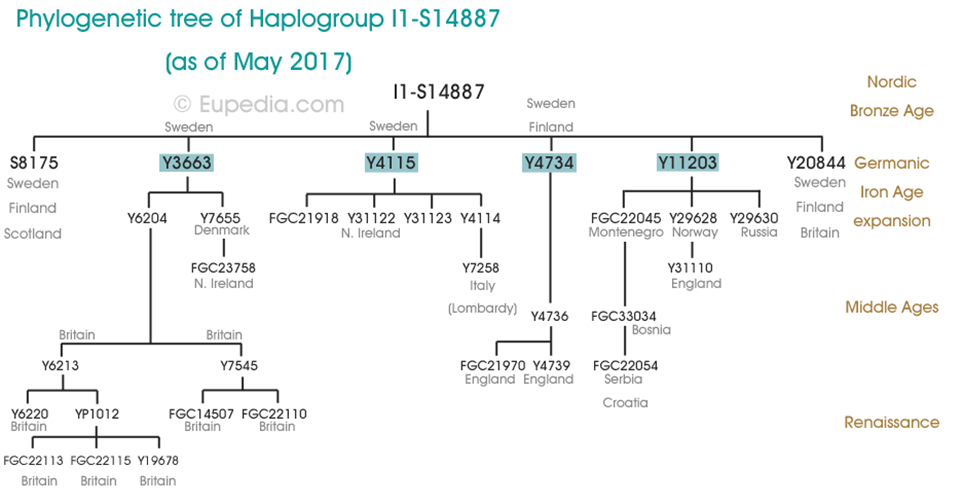 Phylogenetic tree of Haplogroup I1-S14887
(as of May 2017)
© Eupedia.com
I1-S14887
Nordic
Bronze Age
Sweden
Sweden
Sweden
Finland
S8175
Y3663
Y4115
Y4734
Y11203
Y20844
Germanic
Iron Age
expansion
Sweden
Finland
Scotland
Sweden
Finland
Britain
Y6204
Y7655
Denmark
FGC21918
Y31122
N. Ireland
Y31123
Y4114
FGC22045
Montenegro
Y29628
Norway
Y29630
Russia
FGC23758
N. Ireland
Y7258
Italy
(Lombardy)
Y31110
England
Middle Ages
Y4736
FGC33034
Bosnia
Britain
Britain
Y6213
Y7545
FGC21970
England
Y4739
England
FGC22054
Serbia
Croatia
Y6220
Britain
YP1012
FGC14507
Britain
FGC22110
Britain
Renaissance
FGC22113
Britain
FGC22115
Britain
Y19678
Britain